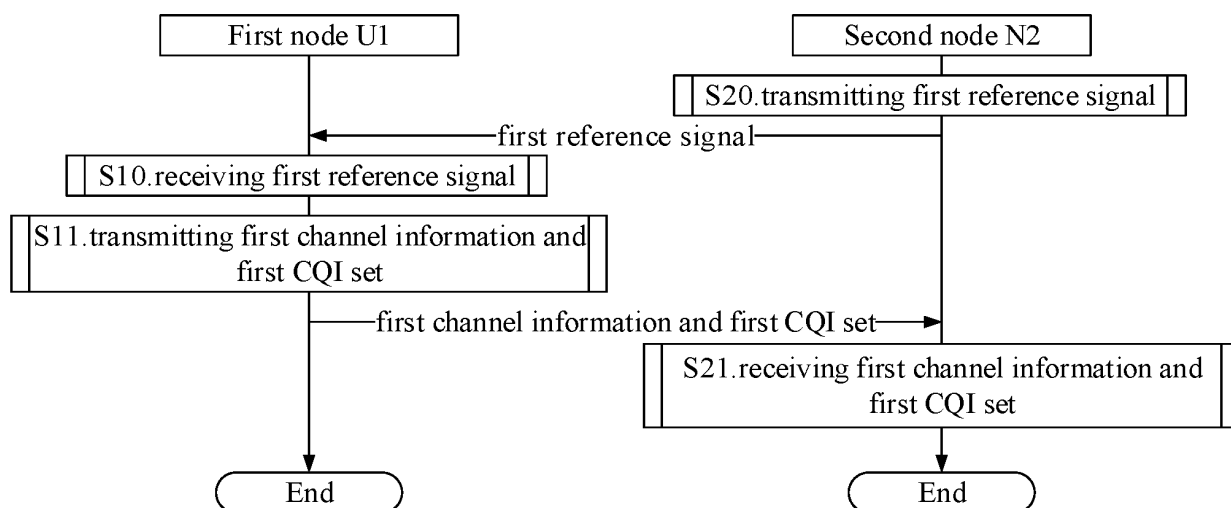 First node U1
Second node N2
S20.transmitting first reference signal
first reference signal
S10.receiving first reference signal
S11.transmitting first channel information and
first CQI set
first channel information and first CQI set
S21.receiving first channel information and
first CQI set
End
End